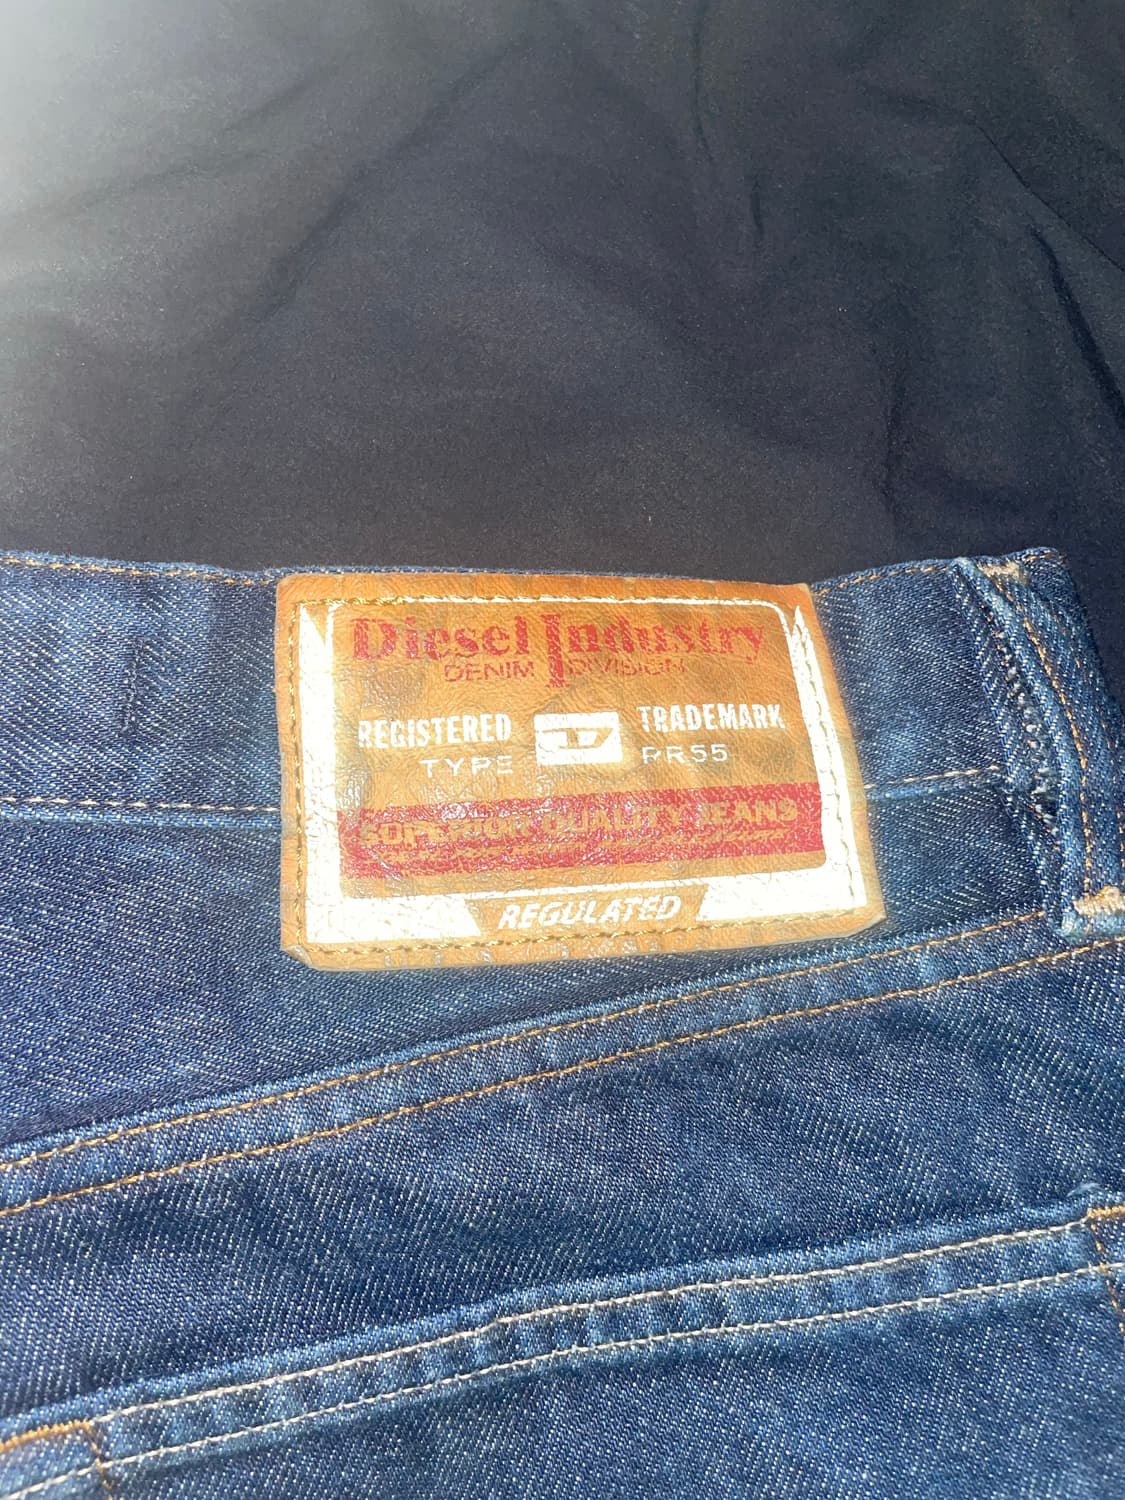 Diesel Industry
DENIM DIVISION
REGISTERED D TRADEMARK
TYPE PR55
SUPERIOR QUALITY JEANS
REGULATED